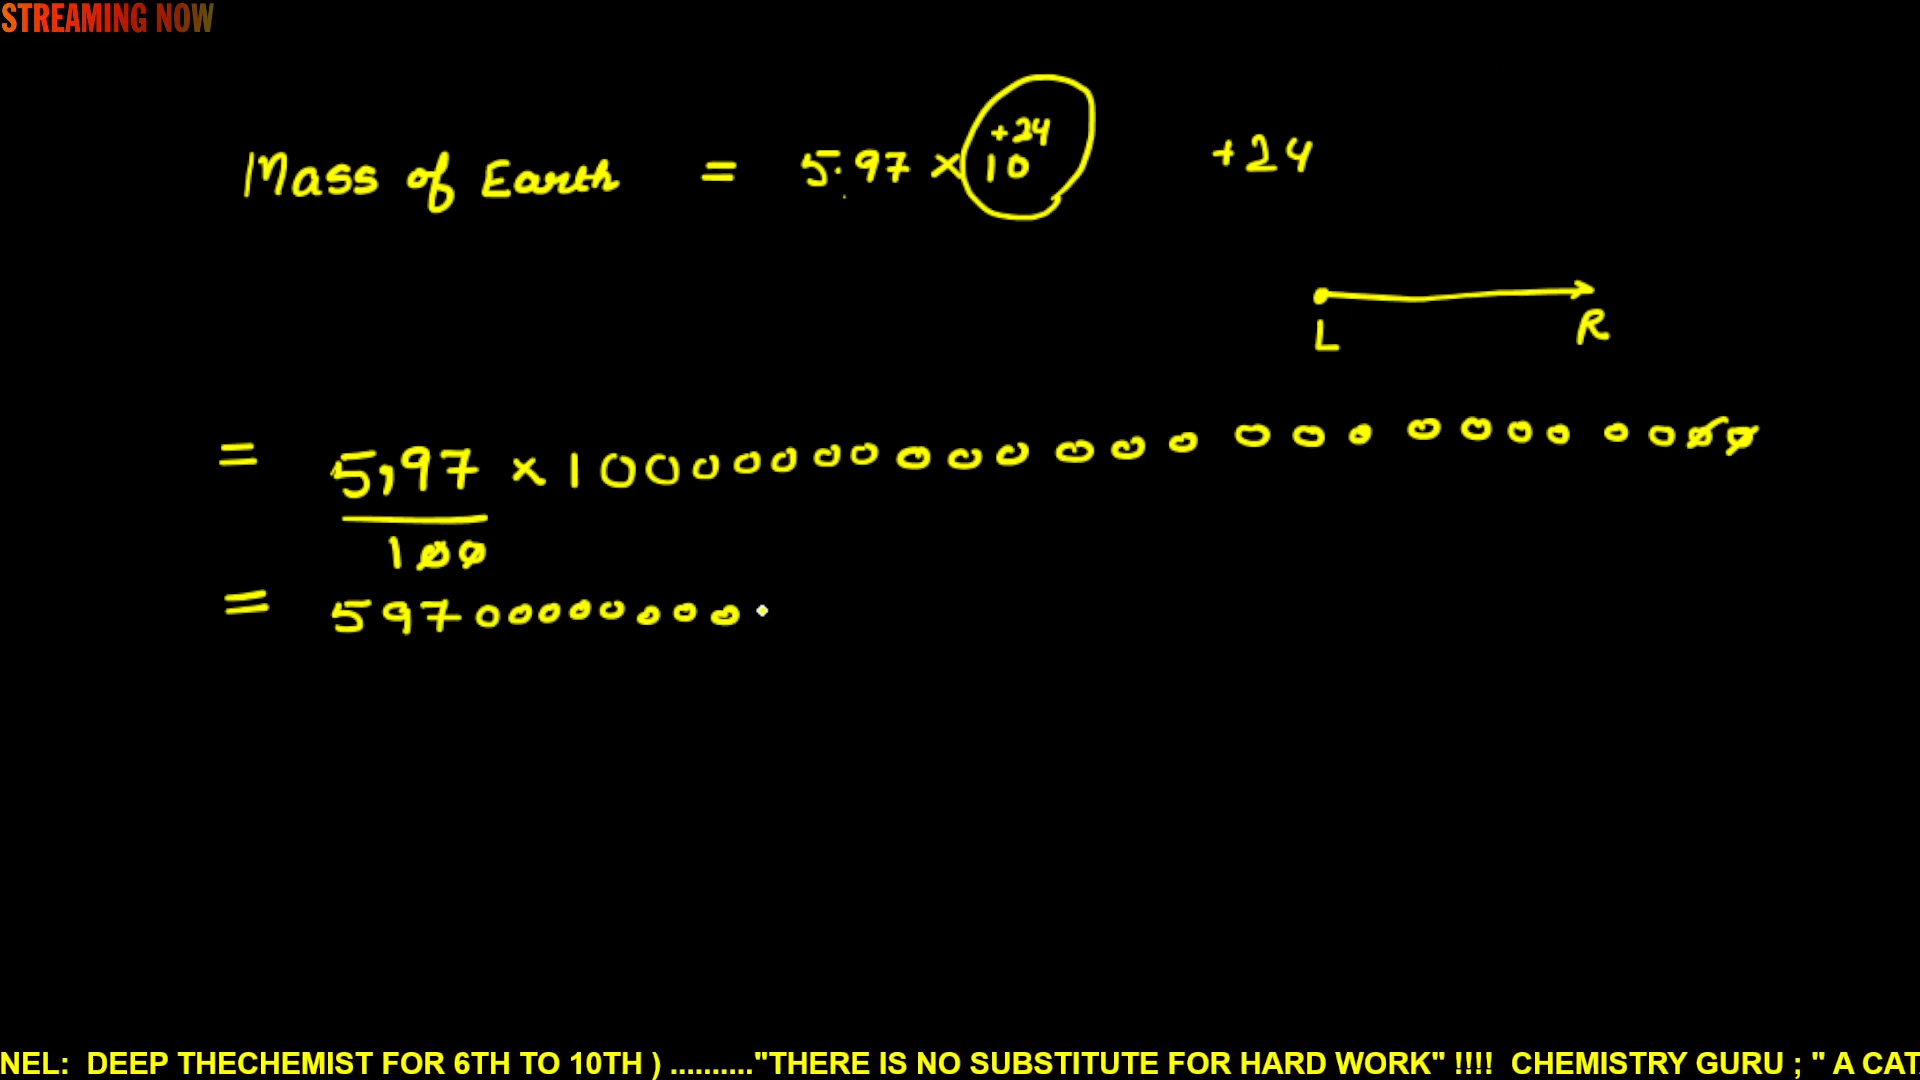 STREAMING NOW
Mass of Earth = 5.97 × 10+24 +24
L R
= 5,97 × 1000000000000000000000000
100
= 59700000000
NEL: DEEP THECHEMIST FOR 6TH TO 10TH ) .........."THERE IS NO SUBSTITUTE FOR HARD WORK" !!!! CHEMISTRY GURU ; " A CAT